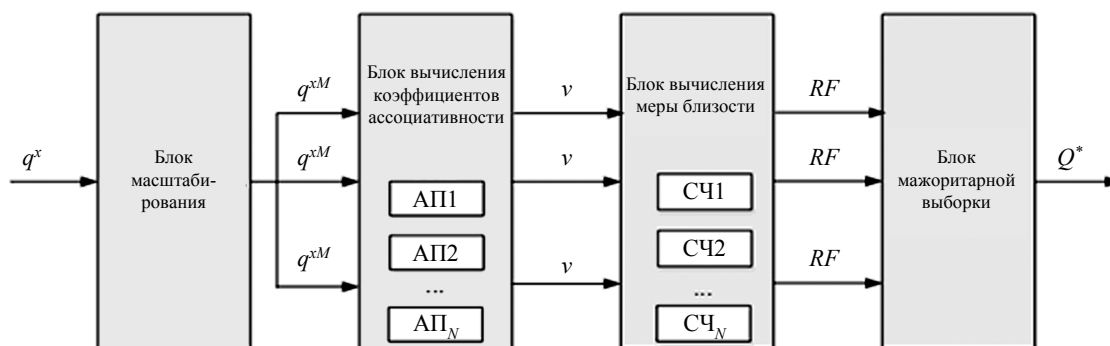 q^x
Блок
масштаби-
рования
q^{xM}
q^{xM}
q^{xM}
Блок вычисления
коэффициентов
ассоциативности
АП1
АП2
...
АП_N
v
v
v
Блок вычисления
меры близости
СЧ1
СЧ2
...
СЧ_N
RF
RF
RF
Блок
мажоритарной
выборки
Q^*